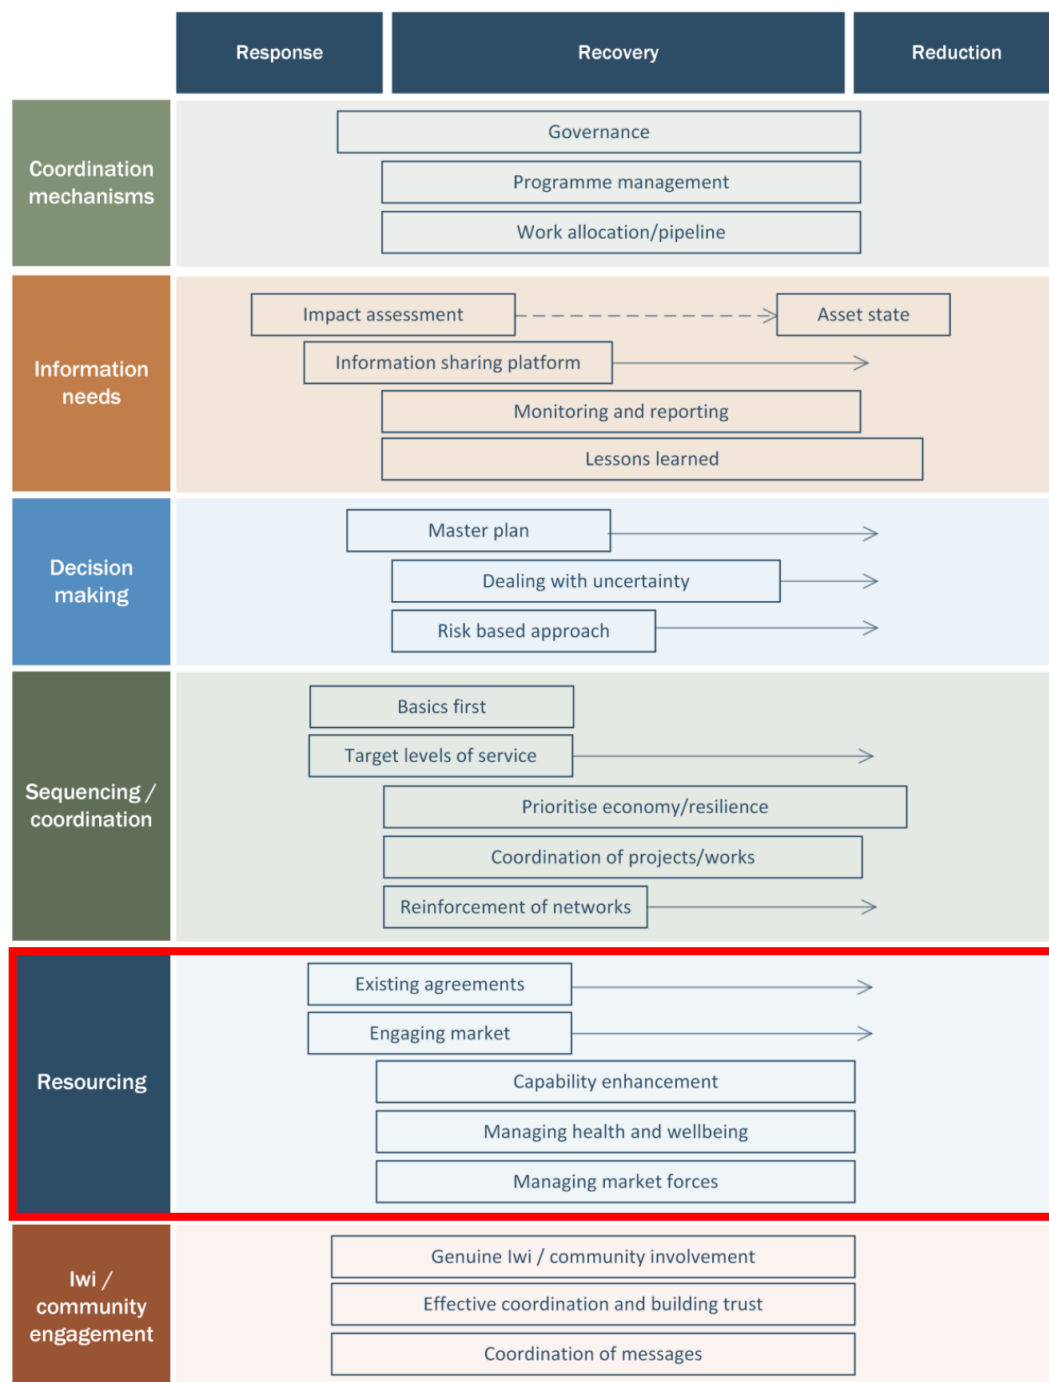 Response
Recovery
Reduction
Coordination
mechanisms
Governance
Programme management
Work allocation/pipeline
Information
needs
Impact assessment
Asset state
Information sharing platform
Monitoring and reporting
Lessons learned
Decision
making
Master plan
Dealing with uncertainty
Risk based approach
Sequencing /
coordination
Basics first
Target levels of service
Prioritise economy/resilience
Coordination of projects/works
Reinforcement of networks
Resourcing
Existing agreements
Engaging market
Capability enhancement
Managing health and wellbeing
Managing market forces
Iwi /
community
engagement
Genuine Iwi / community involvement
Effective coordination and building trust
Coordination of messages